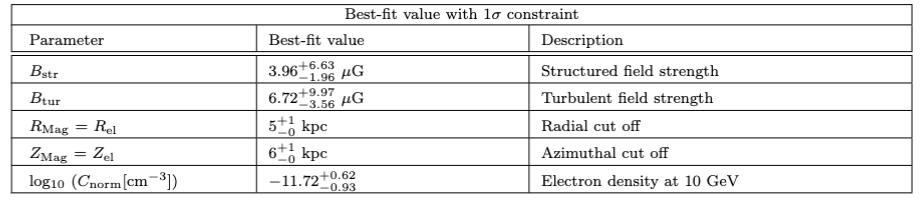 Best-fit value with 1σ constraint
Parameter Best-fit value Description
B_str 3.96^{+6.63}_{-1.96} μG Structured field strength
B_tur 6.72^{+9.97}_{-3.56} μG Turbulent field strength
R_Mag = R_el 5^{+1}_{-0} kpc Radial cut off
Z_Mag = Z_el 6^{+1}_{-0} kpc Azimuthal cut off
log_10 (C_norm[cm^{-3}]) −11.72^{+0.62}_{-0.93} Electron density at 10 GeV